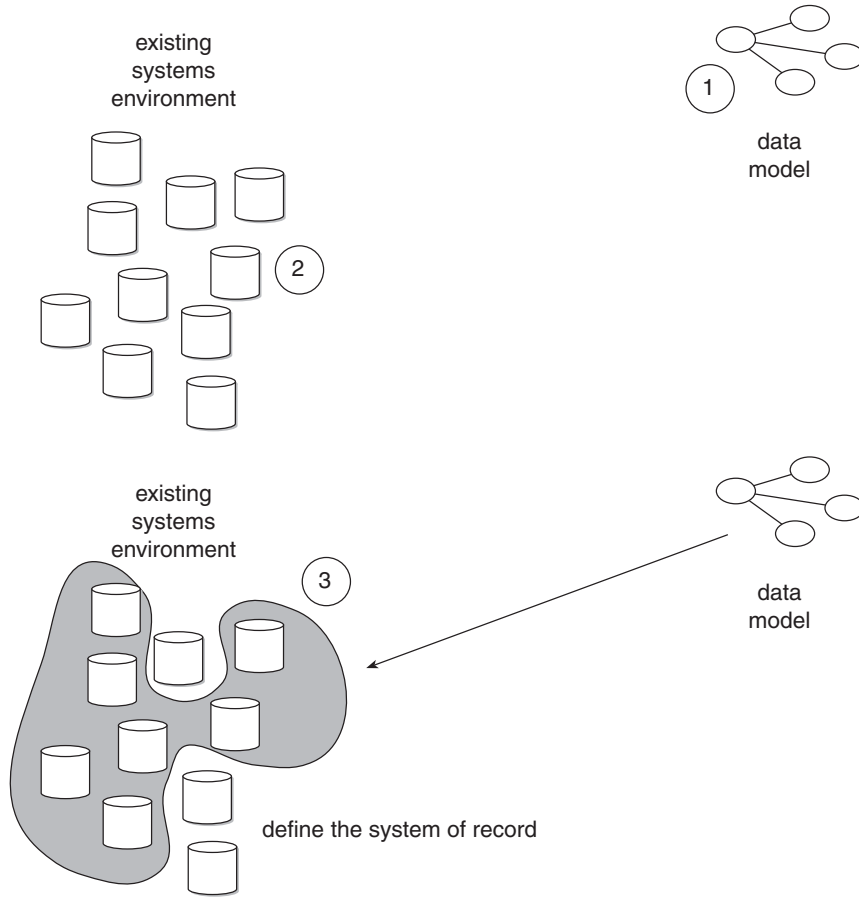 existing
systems
environment
1
data
model
2
existing
systems
environment
3
data
model
define the system of record